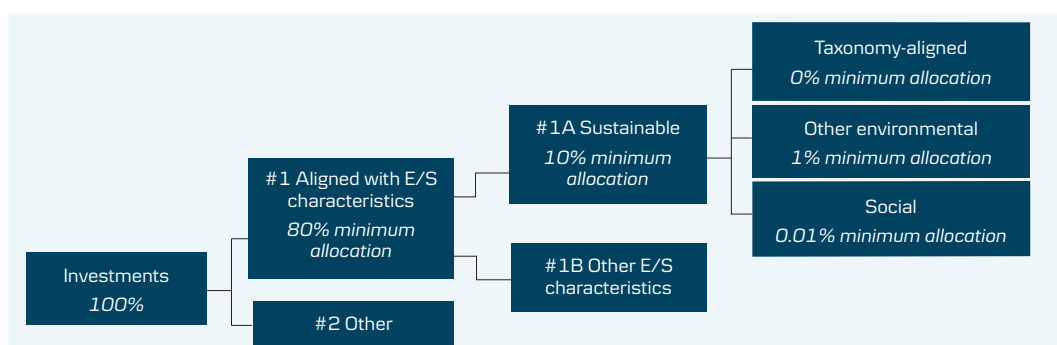 Taxonomy-aligned
0% minimum allocation
#1A Sustainable
10% minimum
allocation
Other environmental
1% minimum allocation
#1 Aligned with E/S
characteristics
80% minimum
allocation
Social
0.01% minimum allocation
Investments
100%
#1B Other E/S
characteristics
#2 Other